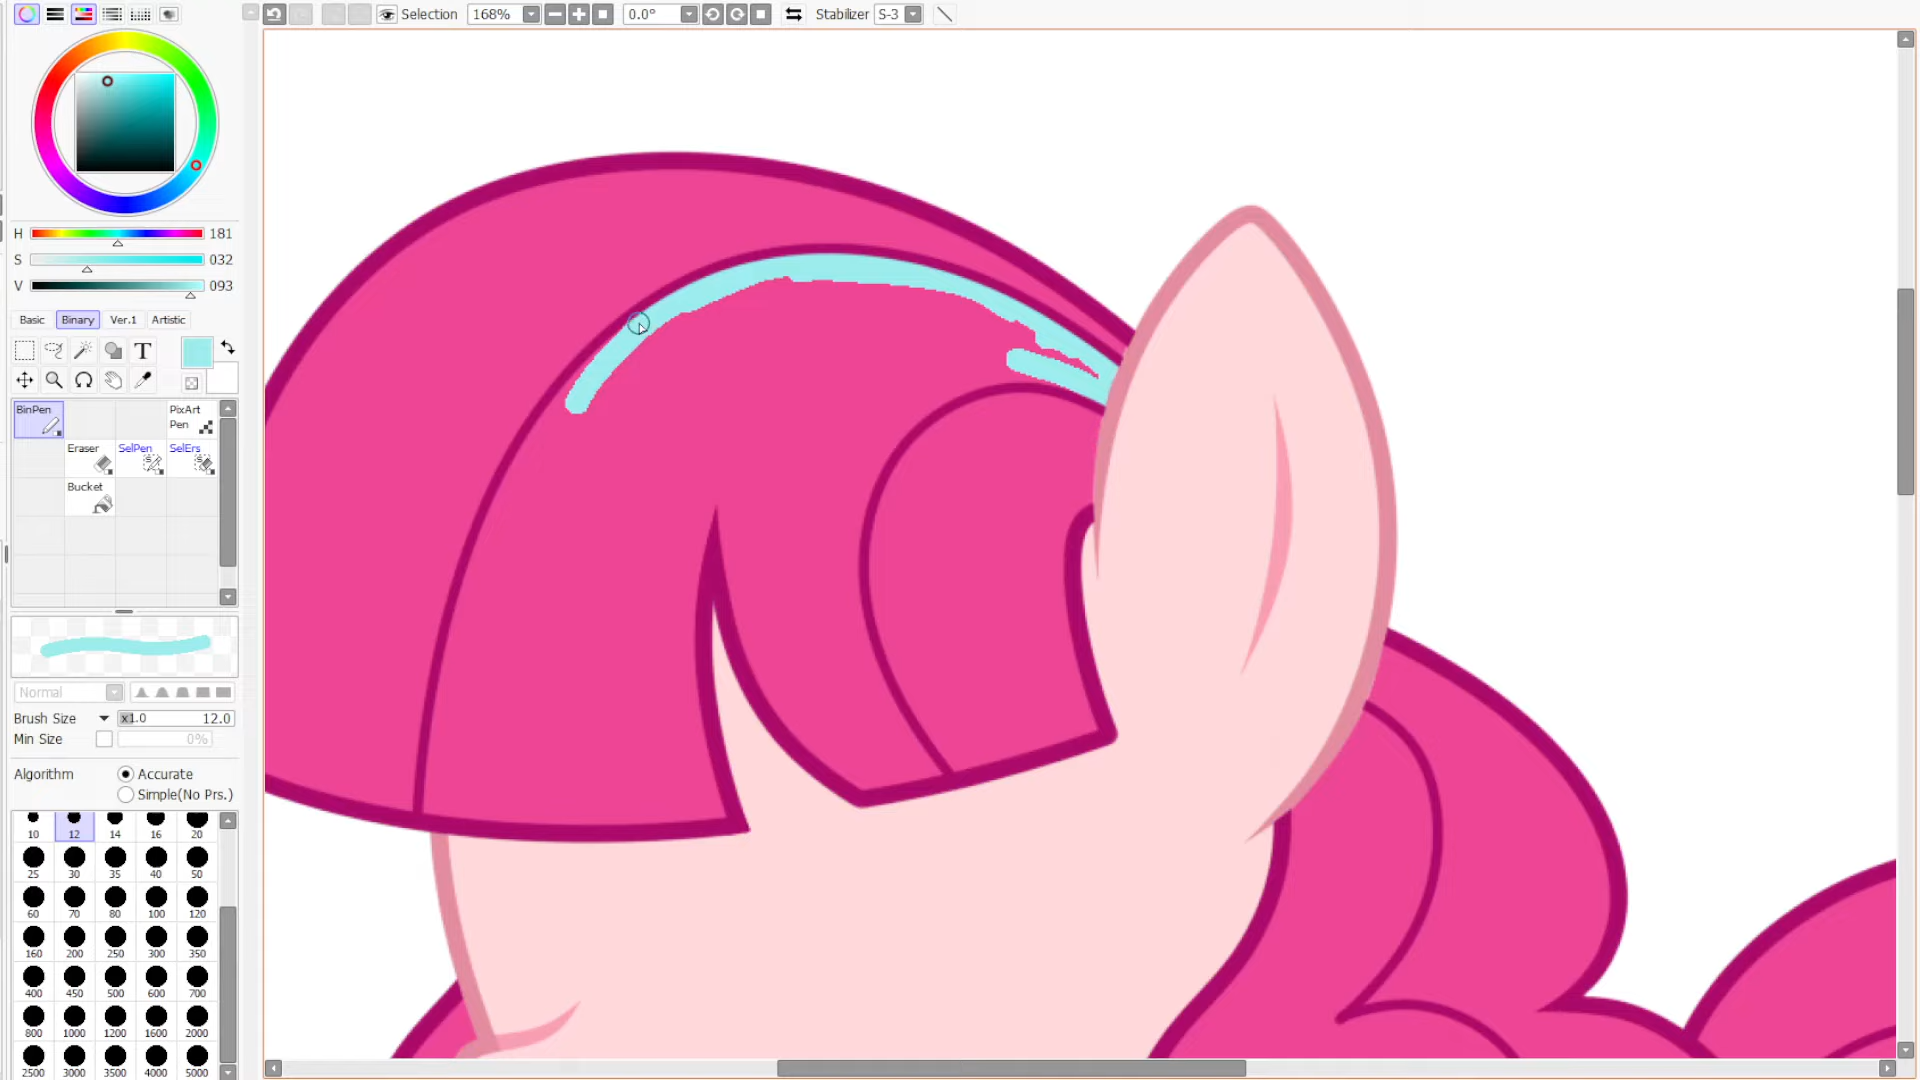 Selection 168% 0.0° Stabilizer S-3
H 181
S 032
V 093
Basic Binary Ver.1 Artistic
T
BinPen PixArt
Pen
Eraser SelPen SelErs
Bucket
Normal
Brush Size x1.0 12.0
Min Size 0%
Algorithm Accurate
Simple(No Prs.)
10 12 14 16 20
25 30 35 40 50
60 70 80 100 120
160 200 250 300 350
400 450 500 600 700
800 1000 1200 1600 2000
2500 3000 3500 4000 5000